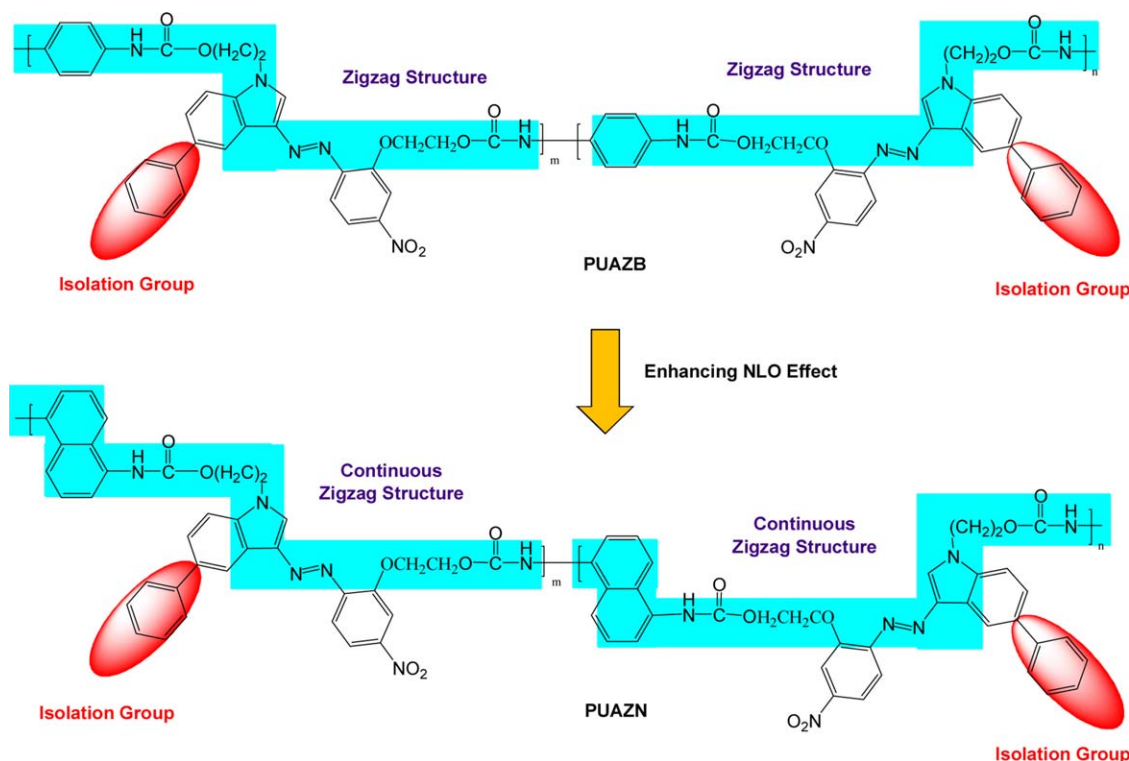 O
NH
C
O(H2C)2
N
Zigzag Structure
Zigzag Structure
O
(CH2)2O
C
H
N
n
N
N
N
OCH2CH2O
O
C
H
N
m
NO2
H
N
O
C
OH2CH2CO
N
N
N
O2N
Isolation Group
PUAZB
Isolation Group
Enhancing NLO Effect
H
N
O
C
O(H2C)2
N
Continuous
Zigzag Structure
Continuous
Zigzag Structure
O
(CH2)2O
C
H
N
n
N
N
N
OCH2CH2O
O
C
H
N
m
NO2
H
N
O
C
OH2CH2CO
N
N
N
O2N
Isolation Group
PUAZN
Isolation Group